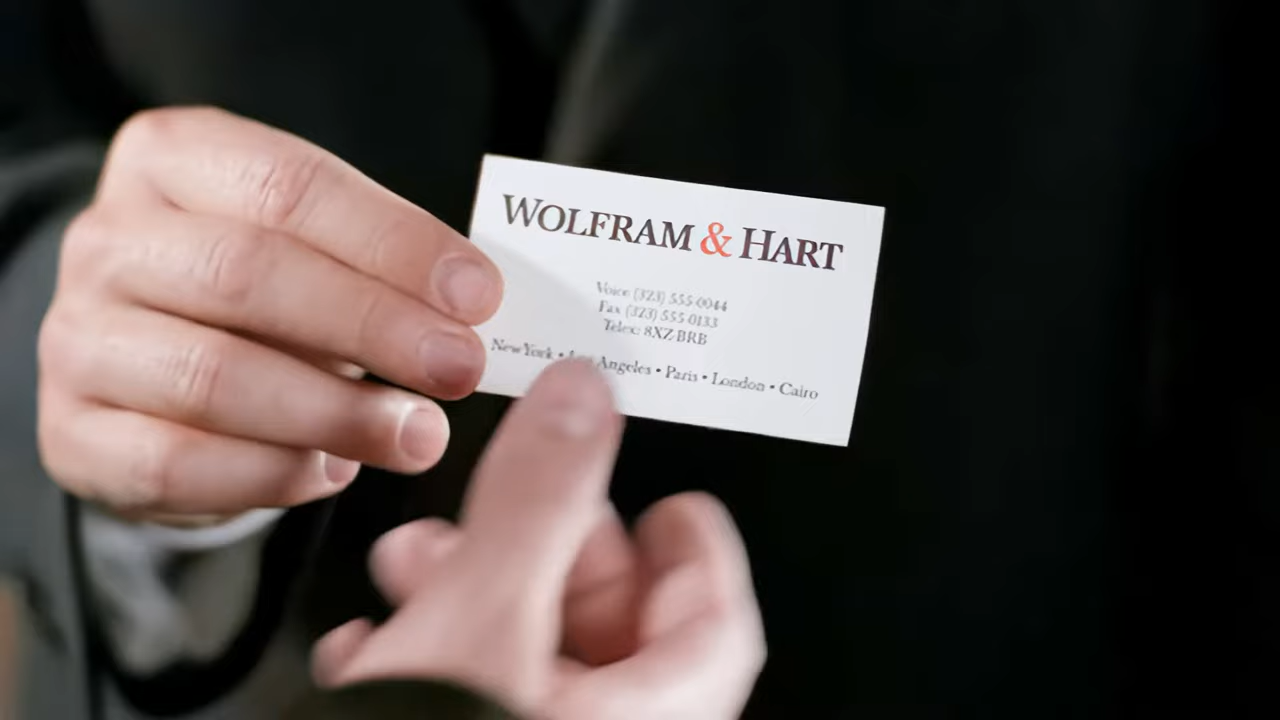 WOLFRAM & HART
Voice (323) 555-0044
Fax (323) 555-0133
Telex: 8XZ-BRB
New York • Angeles • Paris • London • Cairo